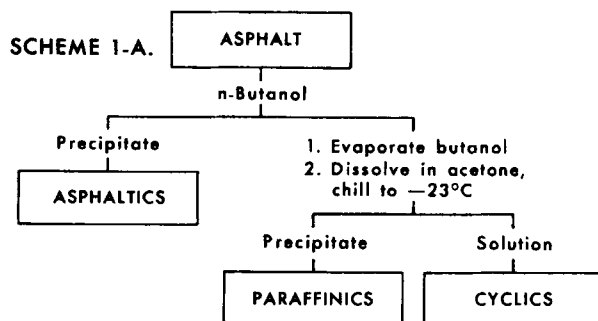 SCHEME 1-A.
ASPHALT
n-Butanol
Precipitate
ASPHALTICS
1. Evaporate butanol
2. Dissolve in acetone,
chill to —23°C
Precipitate
Solution
PARAFFINICS
CYCLICS